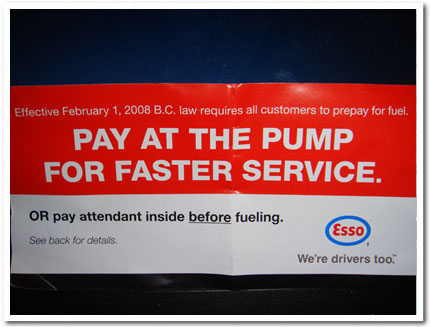 Effective February 1, 2008 B.C. law requires all customers to prepay for fuel.
PAY AT THE PUMP
FOR FASTER SERVICE.
OR pay attendant inside before fueling.
See back for details.
Esso
We're drivers too.™